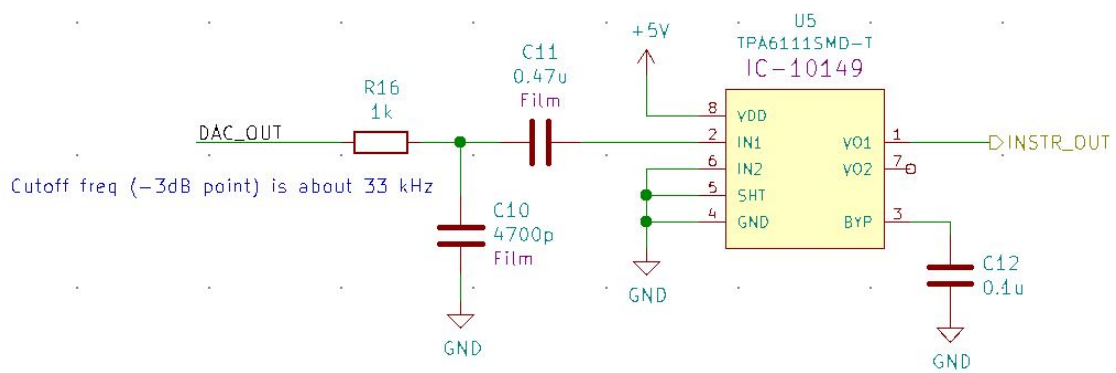 U5
TPA6111SMD-T
IC-10149
+5V
C11
0.47u
Film
R16
1k
DAC_OUT
Cutoff freq (-3dB point) is about 33 kHz
C10
4700p
Film
GND
8 VDD
2 IN1
6 IN2
5 SHT
4 GND
VO1 1
VO2 7
BYP 3
INSTR_OUT
GND
C12
0.1u
GND